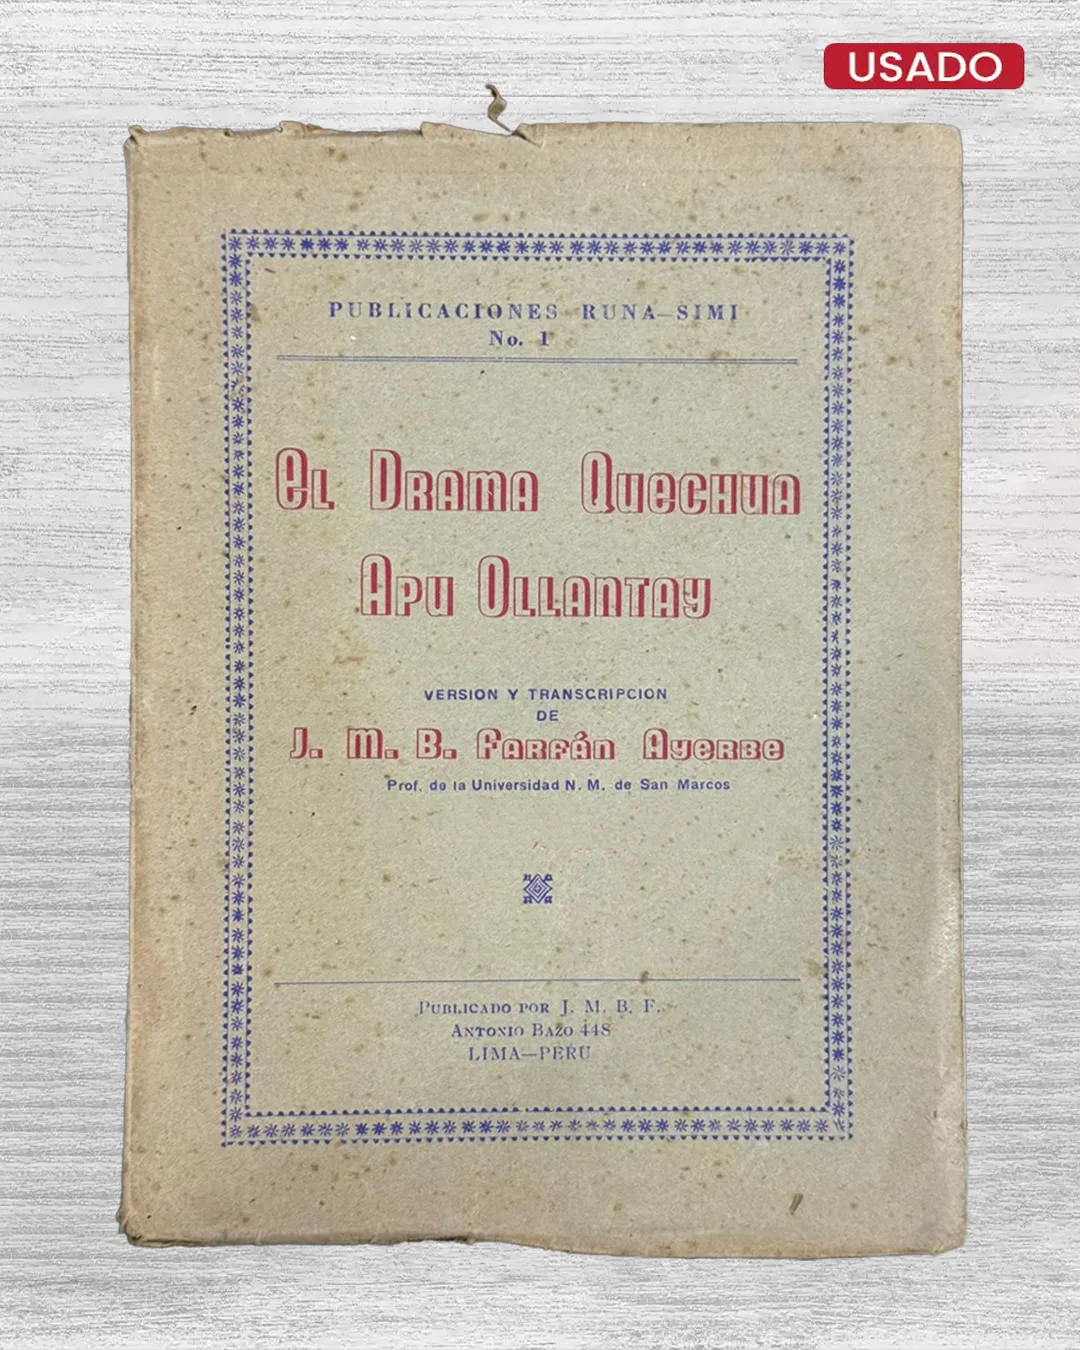 USADO
PUBLICACIONES RUNA—SIMI
No. 1
El Drama Quechua
Apu Ollantay
VERSION Y TRANSCRIPCION
DE
J. M. B. Farfán Ayerbe
Prof. de la Universidad N. M. de San Marcos
PUBLICADO POR J. M. B. F.
ANTONIO BAZO 448
LIMA—PERU